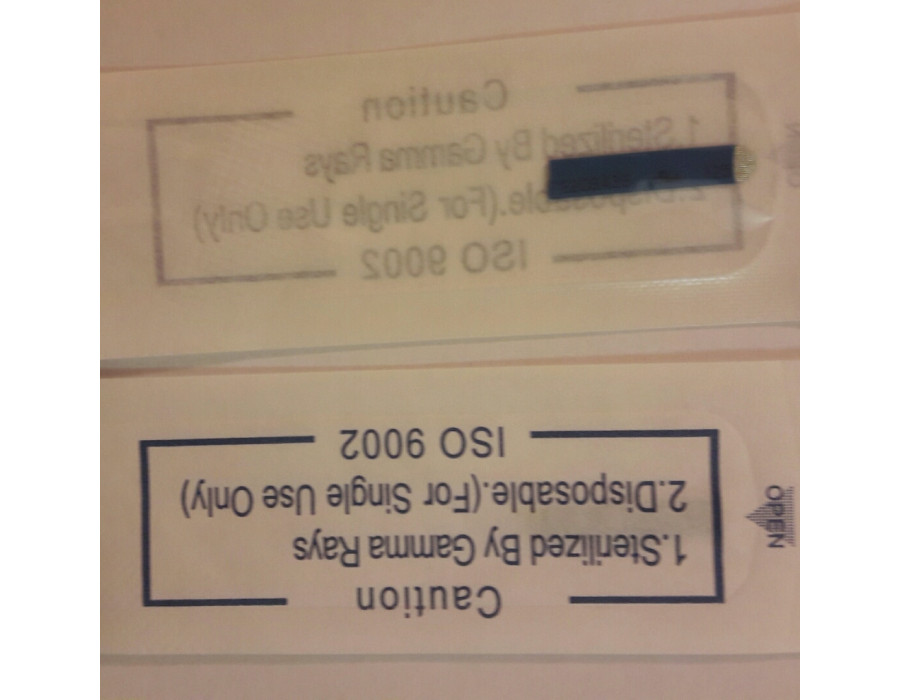 Caution
1.Sterilized By Gamma Rays
2.Disposable.(For Single Use Only)
ISO 9002
OPEN
Caution
1.Sterilized By Gamma Rays
2.Disposable.(For Single Use Only)
ISO 9002